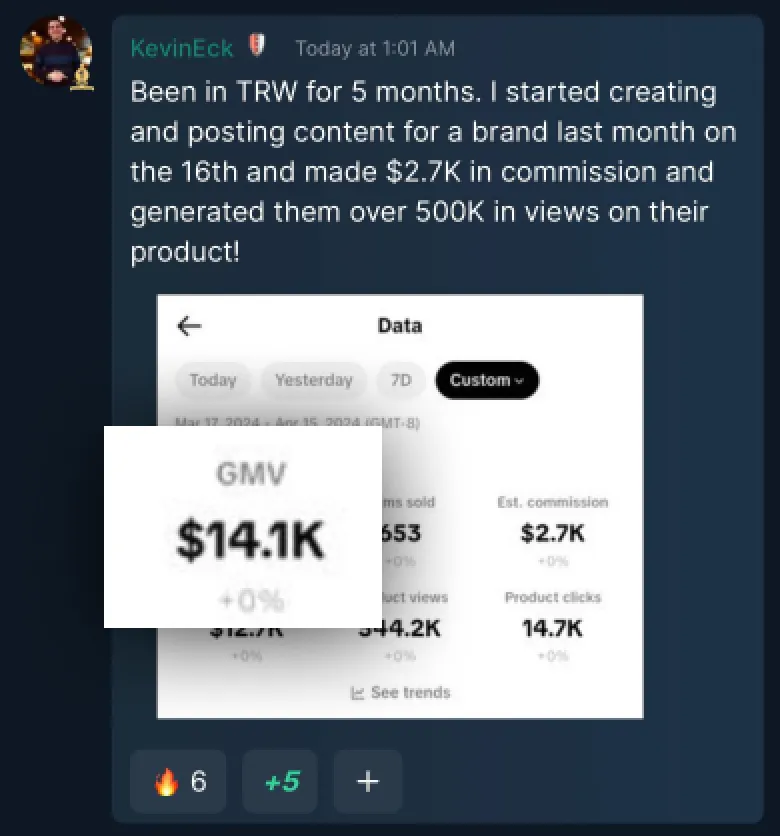 KevinEck Today at 1:01 AM
Been in TRW for 5 months. I started creating
and posting content for a brand last month on
the 16th and made $2.7K in commission and
generated them over 500K in views on their
product!
Data
Today Yesterday 7D Custom
Mar 17, 2024 - Apr 15, 2024 (GMT-8)
GMV
$14.1K
+0%
sold Est. commission
653 $2.7K
+0% +0%
views Product clicks
$12.7K 544.2K 14.7K
+0% +0% +0%
See trends
6 +5 +